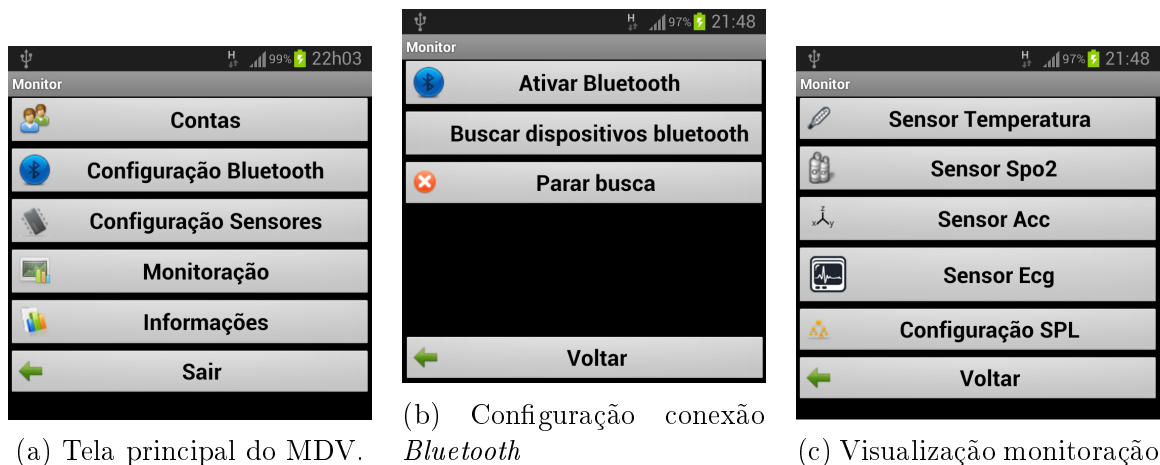 H 99% 22h03
Monitor
Contas
Configuração Bluetooth
Configuração Sensores
Monitoração
Informações
Sair
(a) Tela principal do MDV.
H 97% 21:48
Monitor
Ativar Bluetooth
Buscar dispositivos bluetooth
Parar busca
Voltar
(b) Configuração conexão
Bluetooth
H 97% 21:48
Monitor
Sensor Temperatura
Sensor Spo2
z
x y
Sensor Acc
Sensor Ecg
Configuração SPL
Voltar
(c) Visualização monitoração